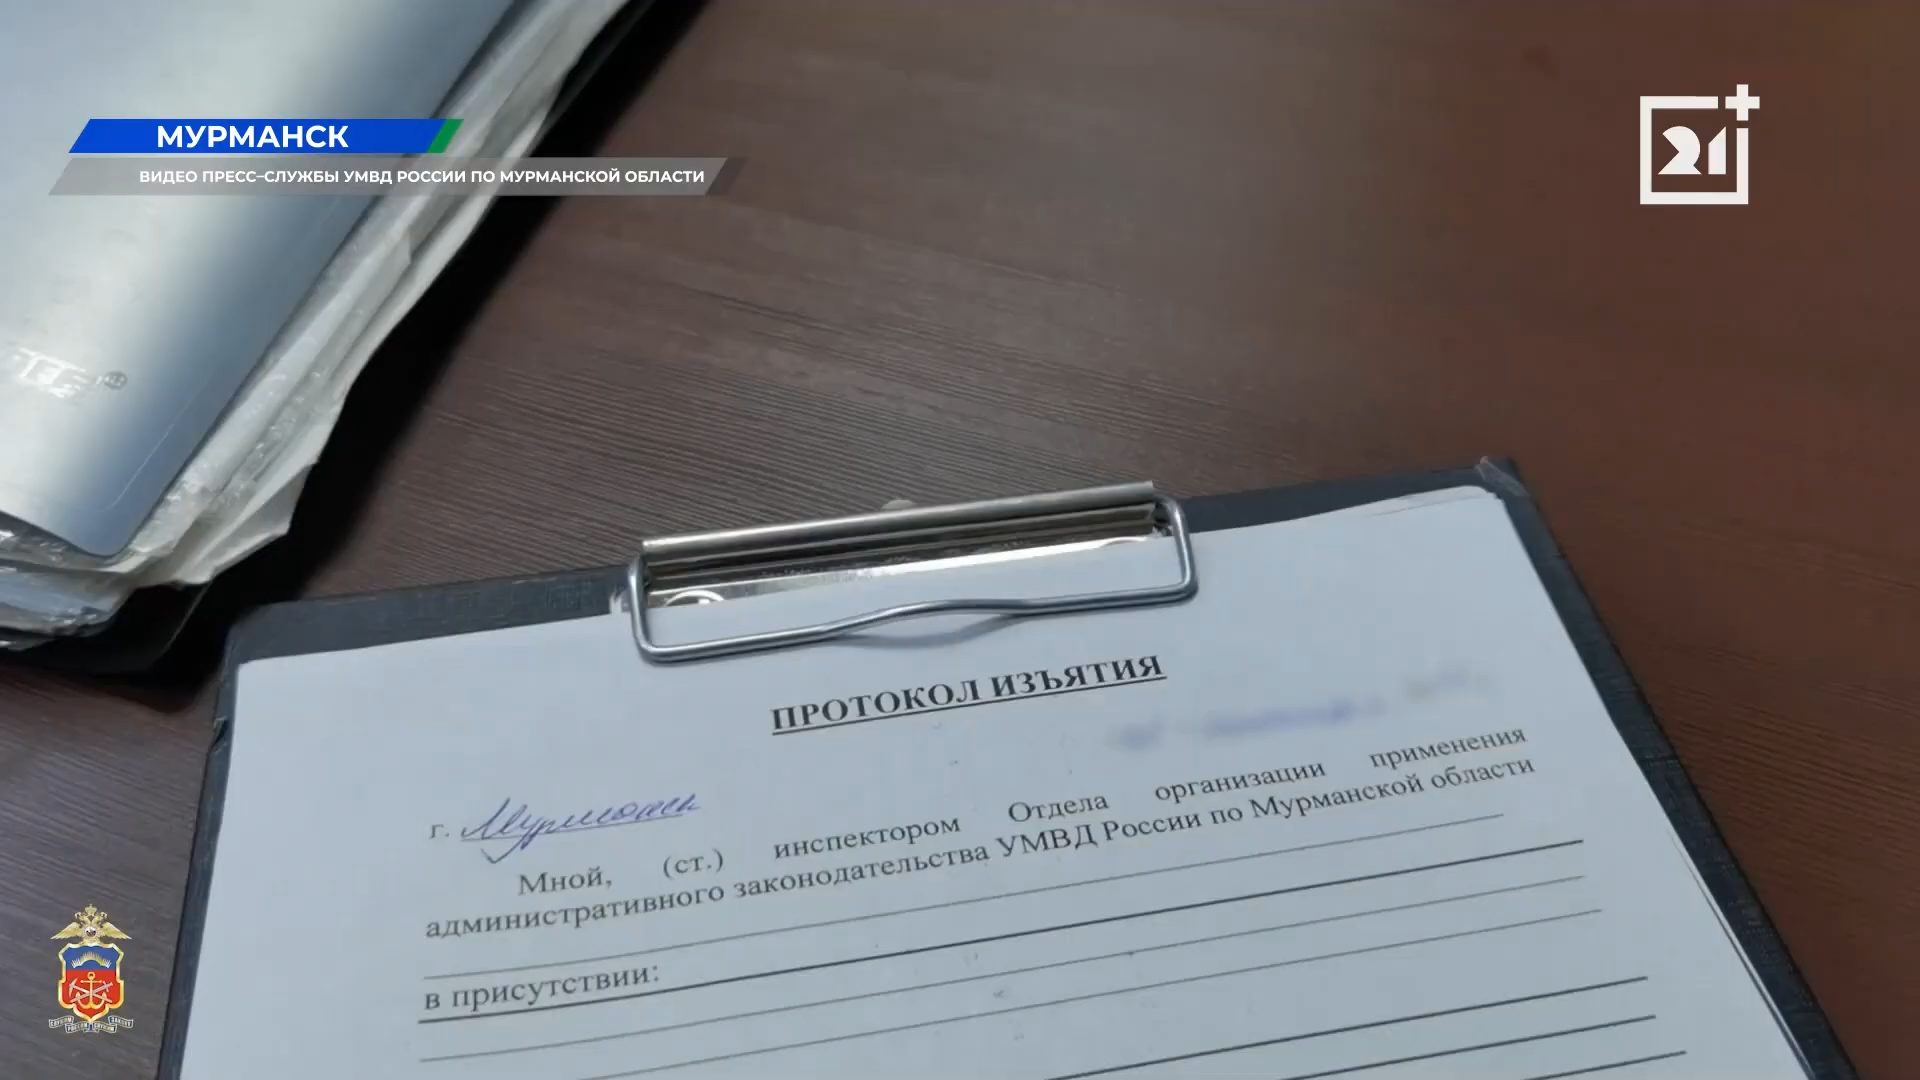 МУРМАНСК
ВИДЕО ПРЕСС–СЛУЖБЫ УМВД РОССИИ ПО МУРМАНСКОЙ ОБЛАСТИ
21+
ПРОТОКОЛ ИЗЪЯТИЯ
г. Мурманск
Мной, (ст.) инспектором Отдела организации применения
административного законодательства УМВД России по Мурманской области
в присутствии: